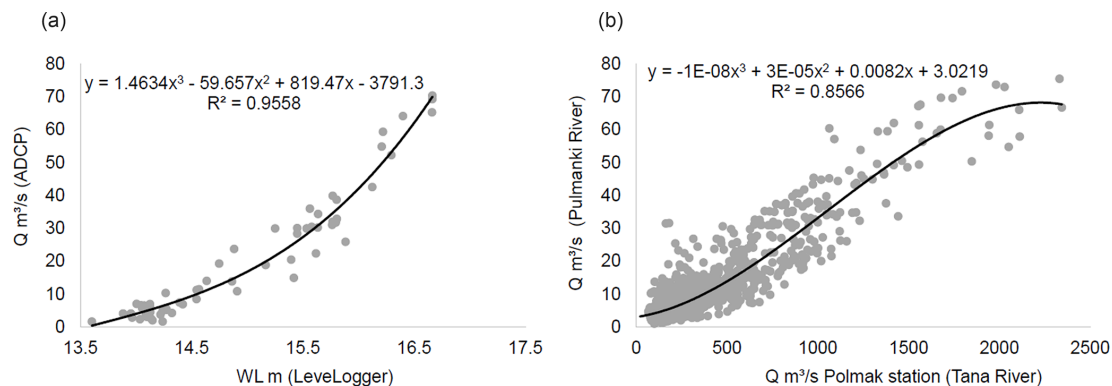 (a)
(b)
80
70
60
50
40
30
20
10
0
y = 1.4634x³ - 59.657x² + 819.47x - 3791.3
R² = 0.9558
Q m³/s (ADCP)
13.5 14.5 15.5 16.5 17.5
WL m (LeveLogger)
80
70
60
50
40
30
20
10
0
y = -1E-08x³ + 3E-05x² + 0.0082x + 3.0219
R² = 0.8566
Q m³/s (Pulmanki River)
0 500 1000 1500 2000 2500
Q m³/s Polmak station (Tana River)